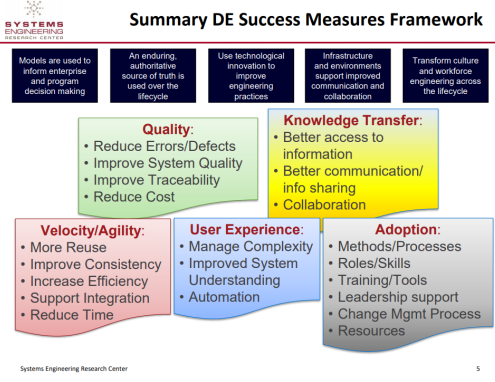 SYSTEMS
ENGINEERING
RESEARCH CENTER
Summary DE Success Measures Framework
Models are used to
inform enterprise
and program
decision making
An enduring,
authoritative
source of truth is
used over the
lifecycle
Use technological
innovation to
improve
engineering
practices
Infrastructure
and environments
support improved
communication and
collaboration
Transform culture
and workforce
engineering across
the lifecycle
Quality:
• Reduce Errors/Defects
• Improve System Quality
• Improve Traceability
• Reduce Cost
Knowledge Transfer:
• Better access to
information
• Better communication/
info sharing
• Collaboration
Velocity/Agility:
• More Reuse
• Improve Consistency
• Increase Efficiency
• Support Integration
• Reduce Time
User Experience:
• Manage Complexity
• Improved System
Understanding
• Automation
Adoption:
• Methods/Processes
• Roles/Skills
• Training/Tools
• Leadership support
• Change Mgmt Process
• Resources
Systems Engineering Research Center
5